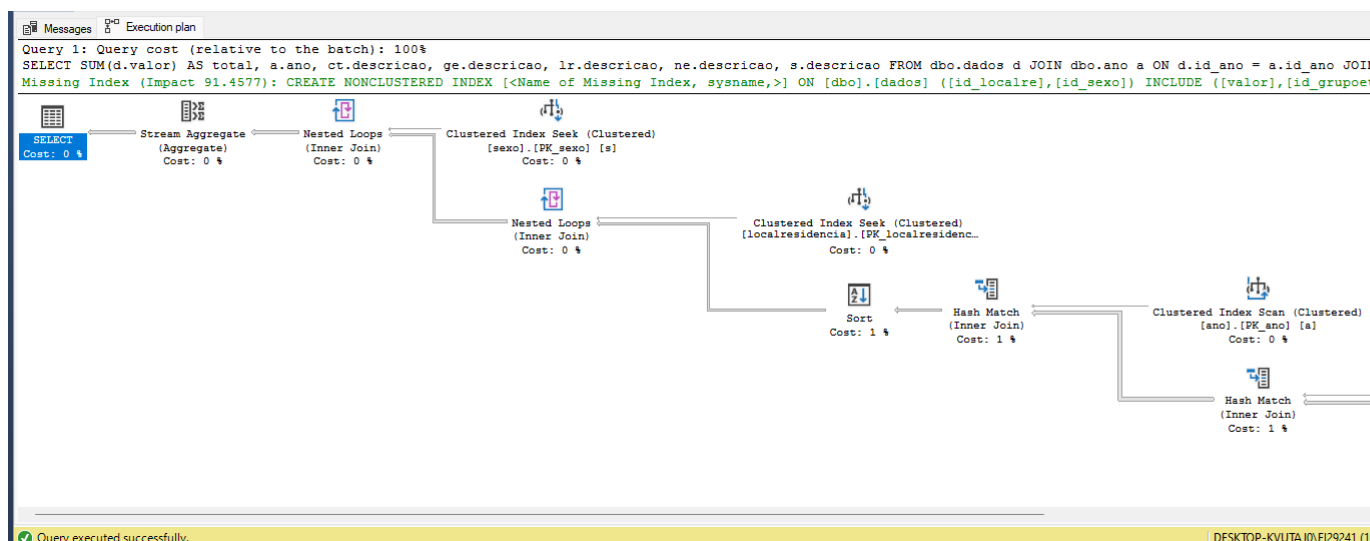 Messages Execution plan
Query 1: Query cost (relative to the batch): 100%
SELECT SUM(d.valor) AS total, a.ano, ct.descricao, ge.descricao, lr.descricao, ne.descricao, s.descricao FROM dbo.dados d JOIN dbo.ano a ON d.id_ano = a.id_ano JOI
Missing Index (Impact 91.4577): CREATE NONCLUSTERED INDEX [<Name of Missing Index, sysname,>] ON [dbo].[dados] ([id_localre],[id_sexo]) INCLUDE ([valor],[id_grupoe
SELECT
Cost: 0 %
Stream Aggregate
(Aggregate)
Cost: 0 %
Nested Loops
(Inner Join)
Cost: 0 %
Clustered Index Seek (Clustered)
[sexo].[PK_sexo] [s]
Cost: 0 %
Nested Loops
(Inner Join)
Cost: 0 %
Clustered Index Seek (Clustered)
[localresidencia].[PK_localresidenc…
Cost: 0 %
Sort
Cost: 1 %
Hash Match
(Inner Join)
Cost: 1 %
Clustered Index Scan (Clustered)
[ano].[PK_ano] [a]
Cost: 0 %
Hash Match
(Inner Join)
Cost: 1 %
Query executed successfully.
DESKTOP-KVUTAJ0\EJ29241 (1